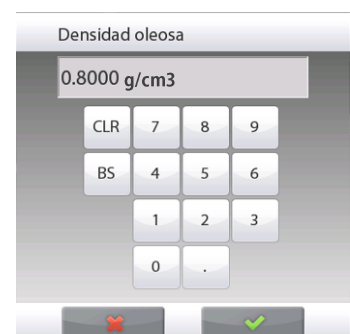 Densidad oleosa
0.8000 g/cm3
CLR 7 8 9
BS 4 5 6
1 2 3
0 .